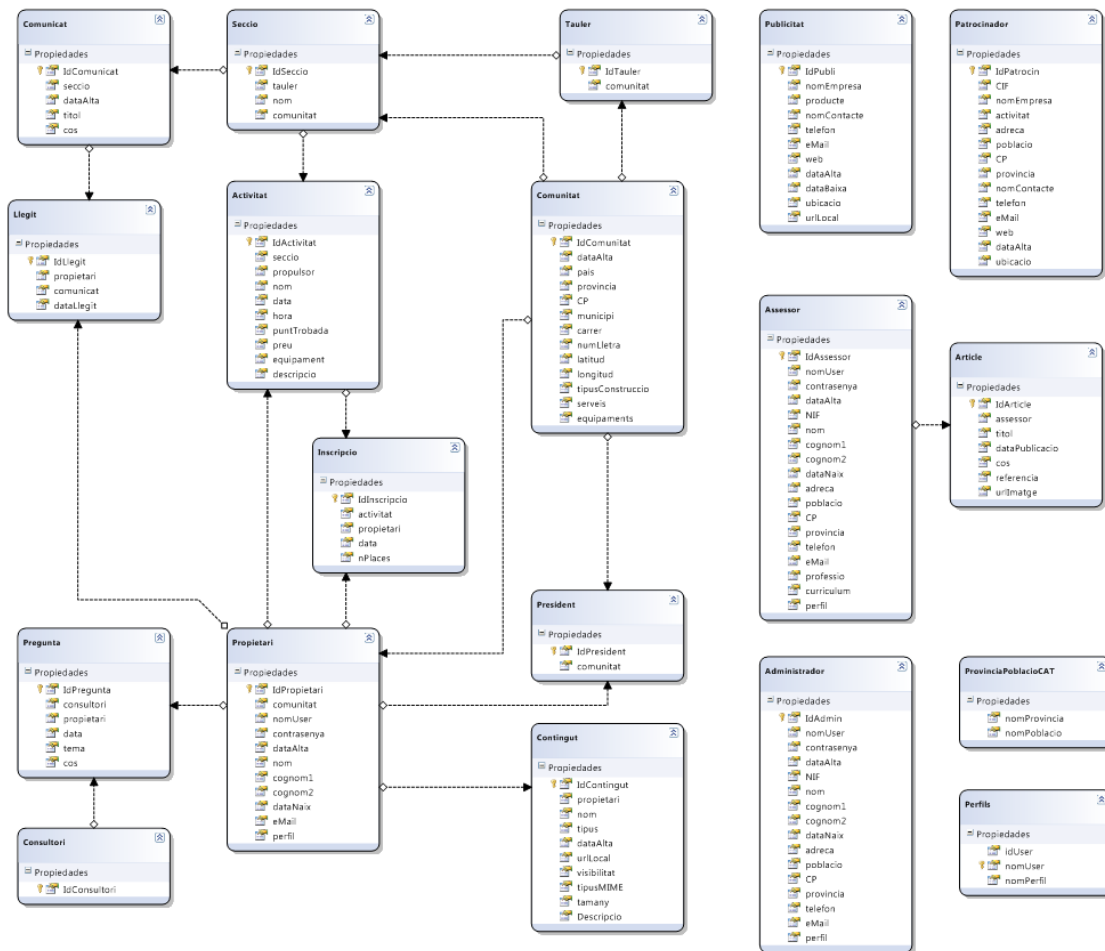 Comunicat
Propiedades
IdComunicat
seccio
dataAlta
titol
cos
Seccio
Propiedades
IdSeccio
tauler
nom
comunitat
Tauler
Propiedades
IdTauler
comunitat
Publicitat
Propiedades
IdPubli
nomEmpresa
producte
nomContacte
telefon
eMail
web
dataAlta
dataBaixa
ubicacio
urlLocal
Patrocinador
Propiedades
IdPatrocin
CIF
nomEmpresa
activitat
adreca
poblacio
CP
provincia
nomContacte
telefon
eMail
web
dataAlta
ubicacio
Llegit
Propiedades
IdLlegit
propietari
comunicat
dataLlegit
Activitat
Propiedades
IdActivitat
seccio
propulsor
nom
data
hora
puntTrobada
preu
equipament
descripcio
Comunitat
Propiedades
IdComunitat
dataAlta
pais
provincia
CP
municipi
carrer
numLletra
latitud
longitud
tipusConstruccio
serveis
equipaments
Assessor
Propiedades
IdAssessor
nomUser
contrasenya
dataAlta
NIF
nom
cognom1
cognom2
dataNaix
adreca
poblacio
CP
provincia
telefon
eMail
professio
curriculum
perfil
Article
Propiedades
IdArticle
assessor
titol
dataPublicacio
cos
referencia
urlImatge
Inscripcio
Propiedades
IdInscripcio
activitat
propietari
data
nPlaces
President
Propiedades
IdPresident
comunitat
Pregunta
Propiedades
IdPregunta
consultori
propietari
data
tema
cos
Propietari
Propiedades
IdPropietari
comunitat
nomUser
contrasenya
dataAlta
nom
cognom1
cognom2
dataNaix
eMail
perfil
Contingut
Propiedades
IdContingut
propietari
nom
tipus
dataAlta
urlLocal
visibilitat
tipusMIME
tamany
Descripcio
Administrador
Propiedades
IdAdmin
nomUser
contrasenya
dataAlta
NIF
nom
cognom1
cognom2
dataNaix
adreca
poblacio
CP
provincia
telefon
eMail
perfil
ProvinciaPoblacioCAT
Propiedades
nomProvincia
nomPoblacio
Perfils
Propiedades
idUser
nomUser
nomPerfil
Consultori
Propiedades
IdConsultori